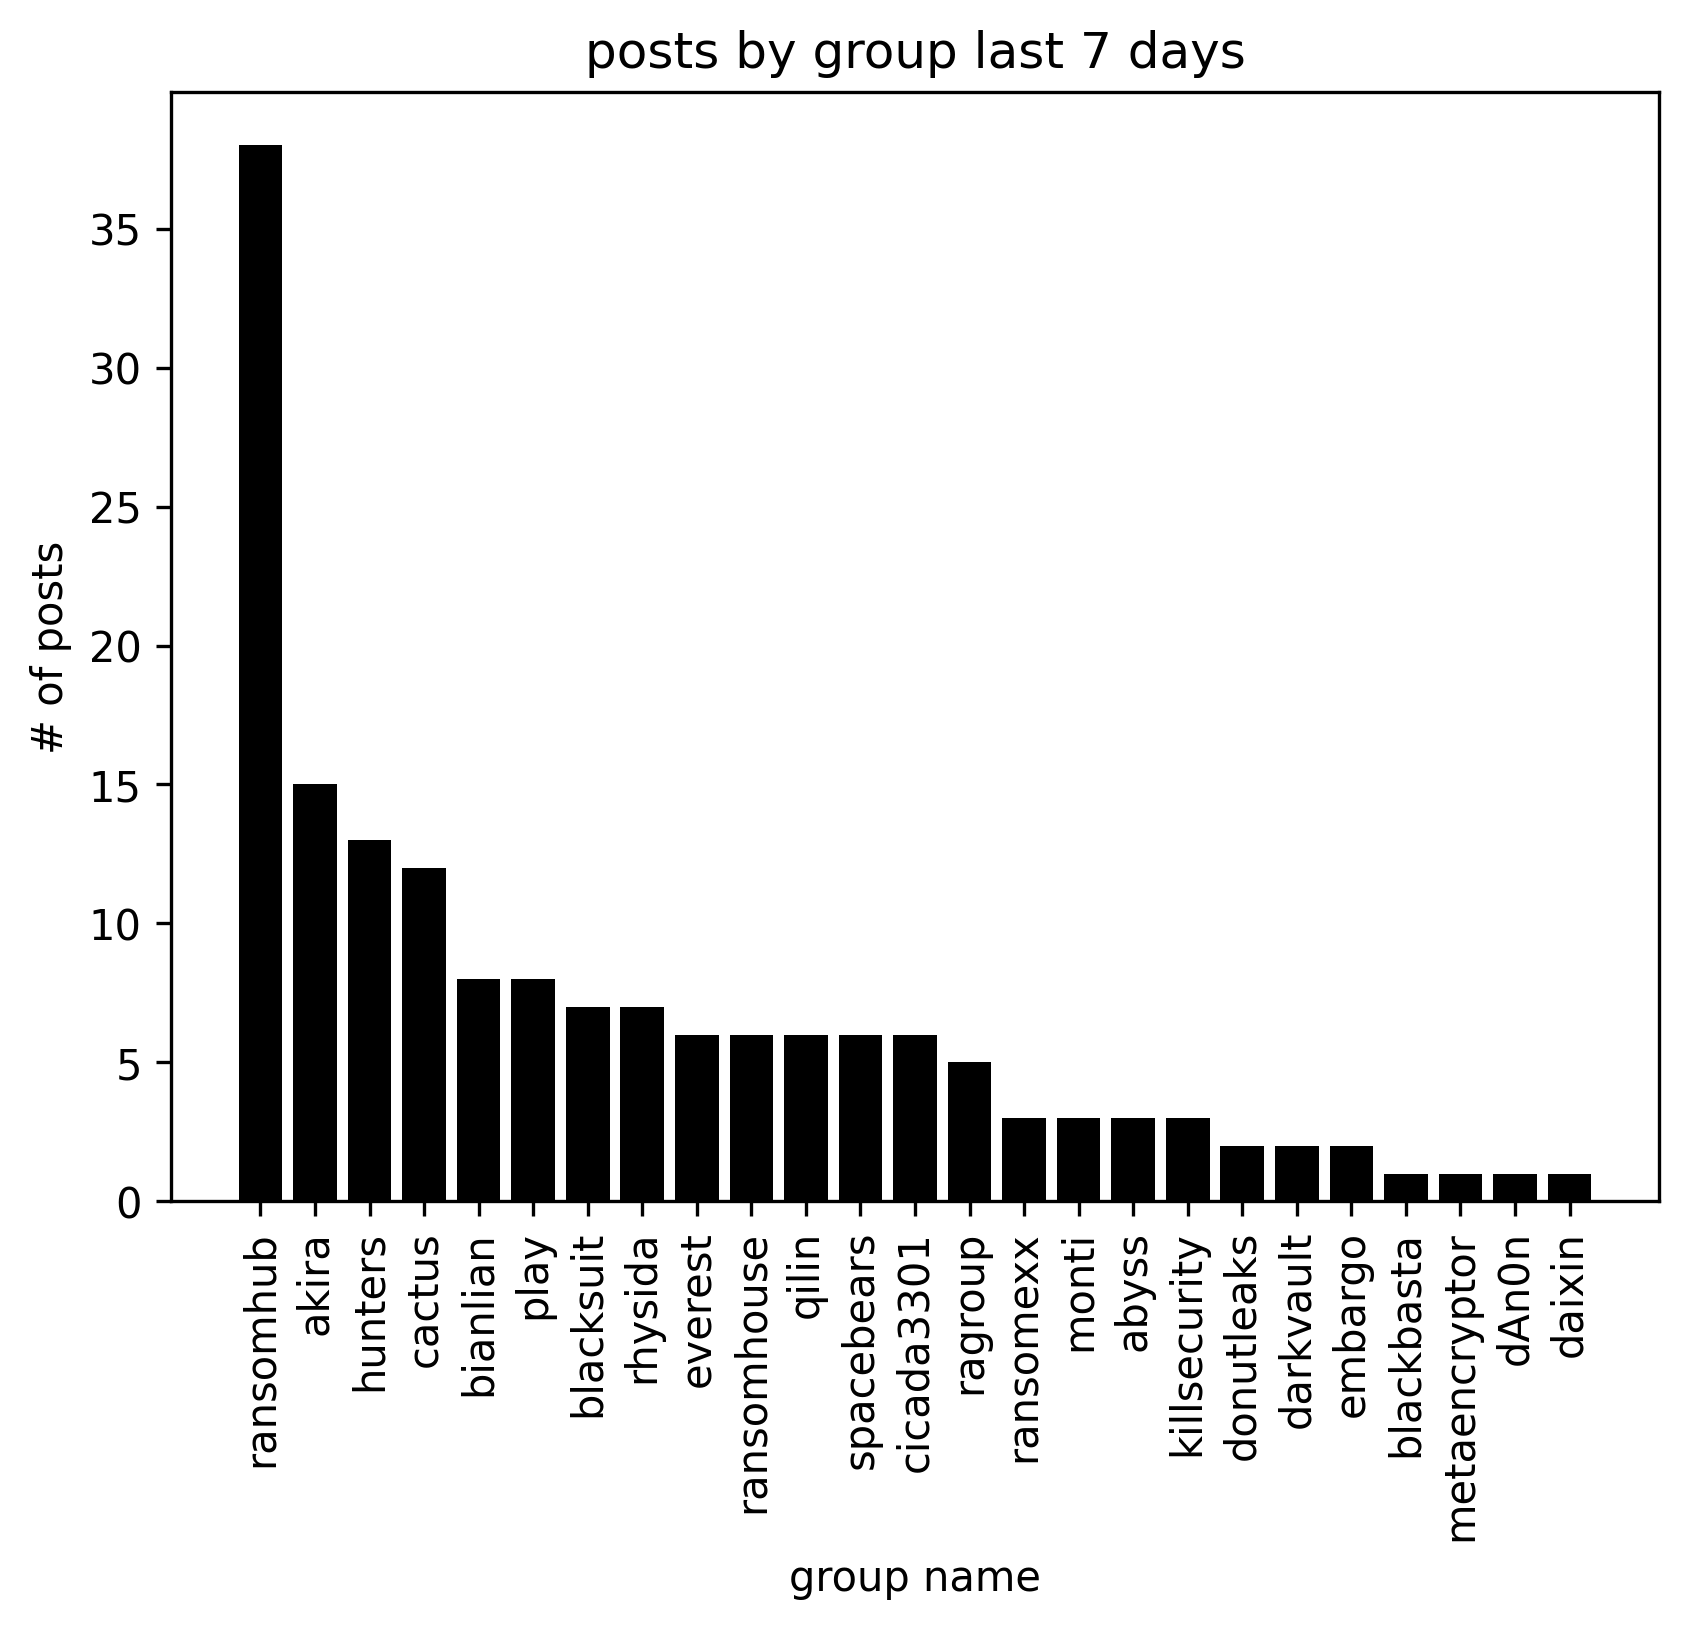 posts by group last 7 days
# of posts
35
30
25
20
15
10
5
0
ransomhub
akira
hunters
cactus
bianlian
play
blacksuit
rhysida
everest
ransomhouse
qilin
spacebears
cicada3301
ragroup
ransomexx
monti
abyss
killsecurity
donutleaks
darkvault
embargo
blackbasta
metaencryptor
dAn0n
daixin
group name